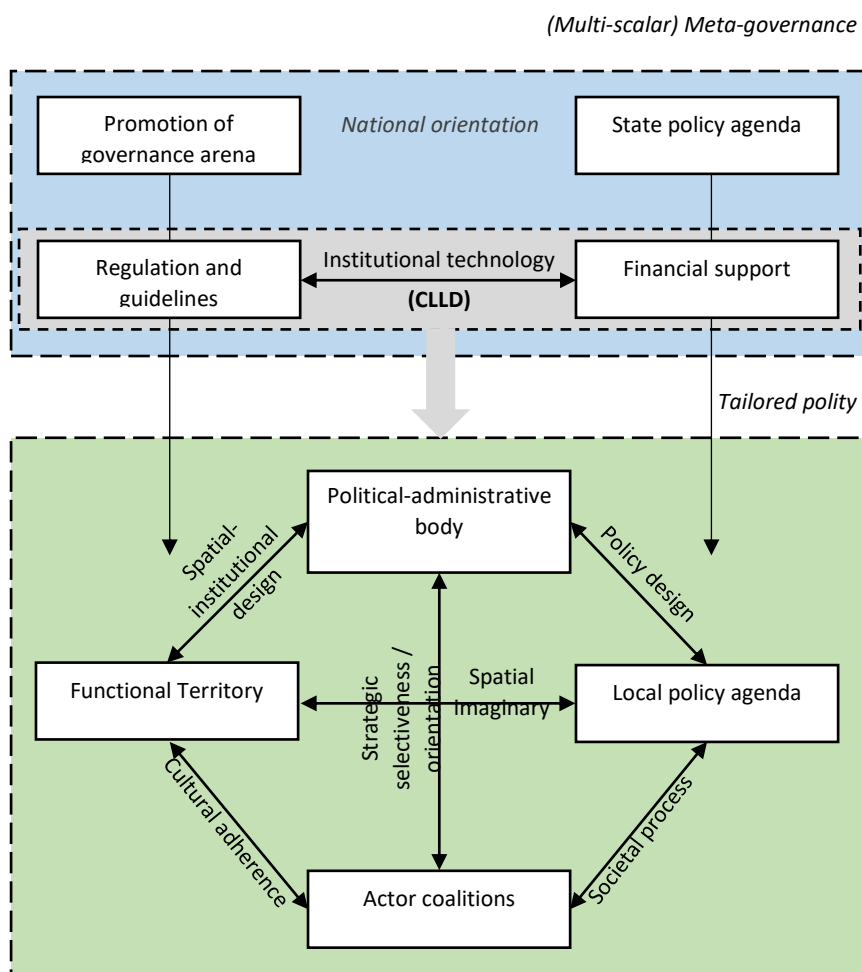 (Multi-scalar) Meta-governance
Promotion of
governance arena
National orientation
State policy agenda
Regulation and
guidelines
Institutional technology
(CLLD)
Financial support
Tailored polity
Political-administrative
body
Spatial-
institutional
design
Policy design
Functional Territory
Strategic
selectiveness /
orientation
Spatial
Imaginary
Local policy agenda
Cultural adherence
Societal process
Actor coalitions